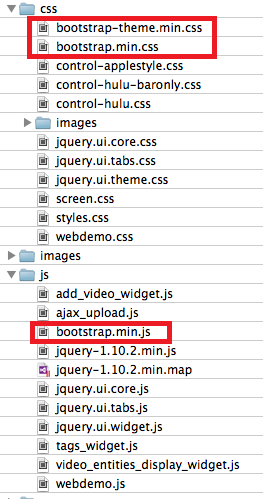 css
bootstrap-theme.min.css
bootstrap.min.css
control-applestyle.css
control-hulu-baronly.css
control-hulu.css
images
jquery.ui.core.css
jquery.ui.tabs.css
jquery.ui.theme.css
screen.css
styles.css
webdemo.css
images
js
add_video_widget.js
ajax_upload.js
bootstrap.min.js
jquery-1.10.2.min.js
jquery-1.10.2.min.map
jquery.ui.core.js
jquery.ui.tabs.js
jquery.ui.widget.js
tags_widget.js
video_entities_display_widget.js
webdemo.js